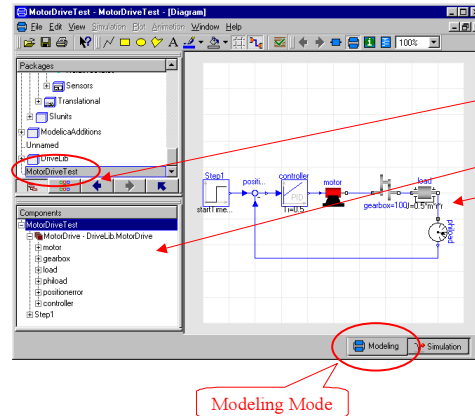 MotorDriveTest - MotorDriveTest - [Diagram]
File Edit View Simulation Plot Animation Window Help
100%
Packages
Sensors
Translational
SIunits
ModelicaAdditions
Unnamed
DriveLib
MotorDriveTest
Components
MotorDriveTest
MotorDrive - DriveLib.MotorDrive
motor
gearbox
load
phiload
positionerror
controller
Step1
Step1
startTime...
positi...
controller
PID
Ti=0.5
motor
gearbox=100
load
J=0.5*m*r
phiload
Modeling
Simulation
Modeling Mode